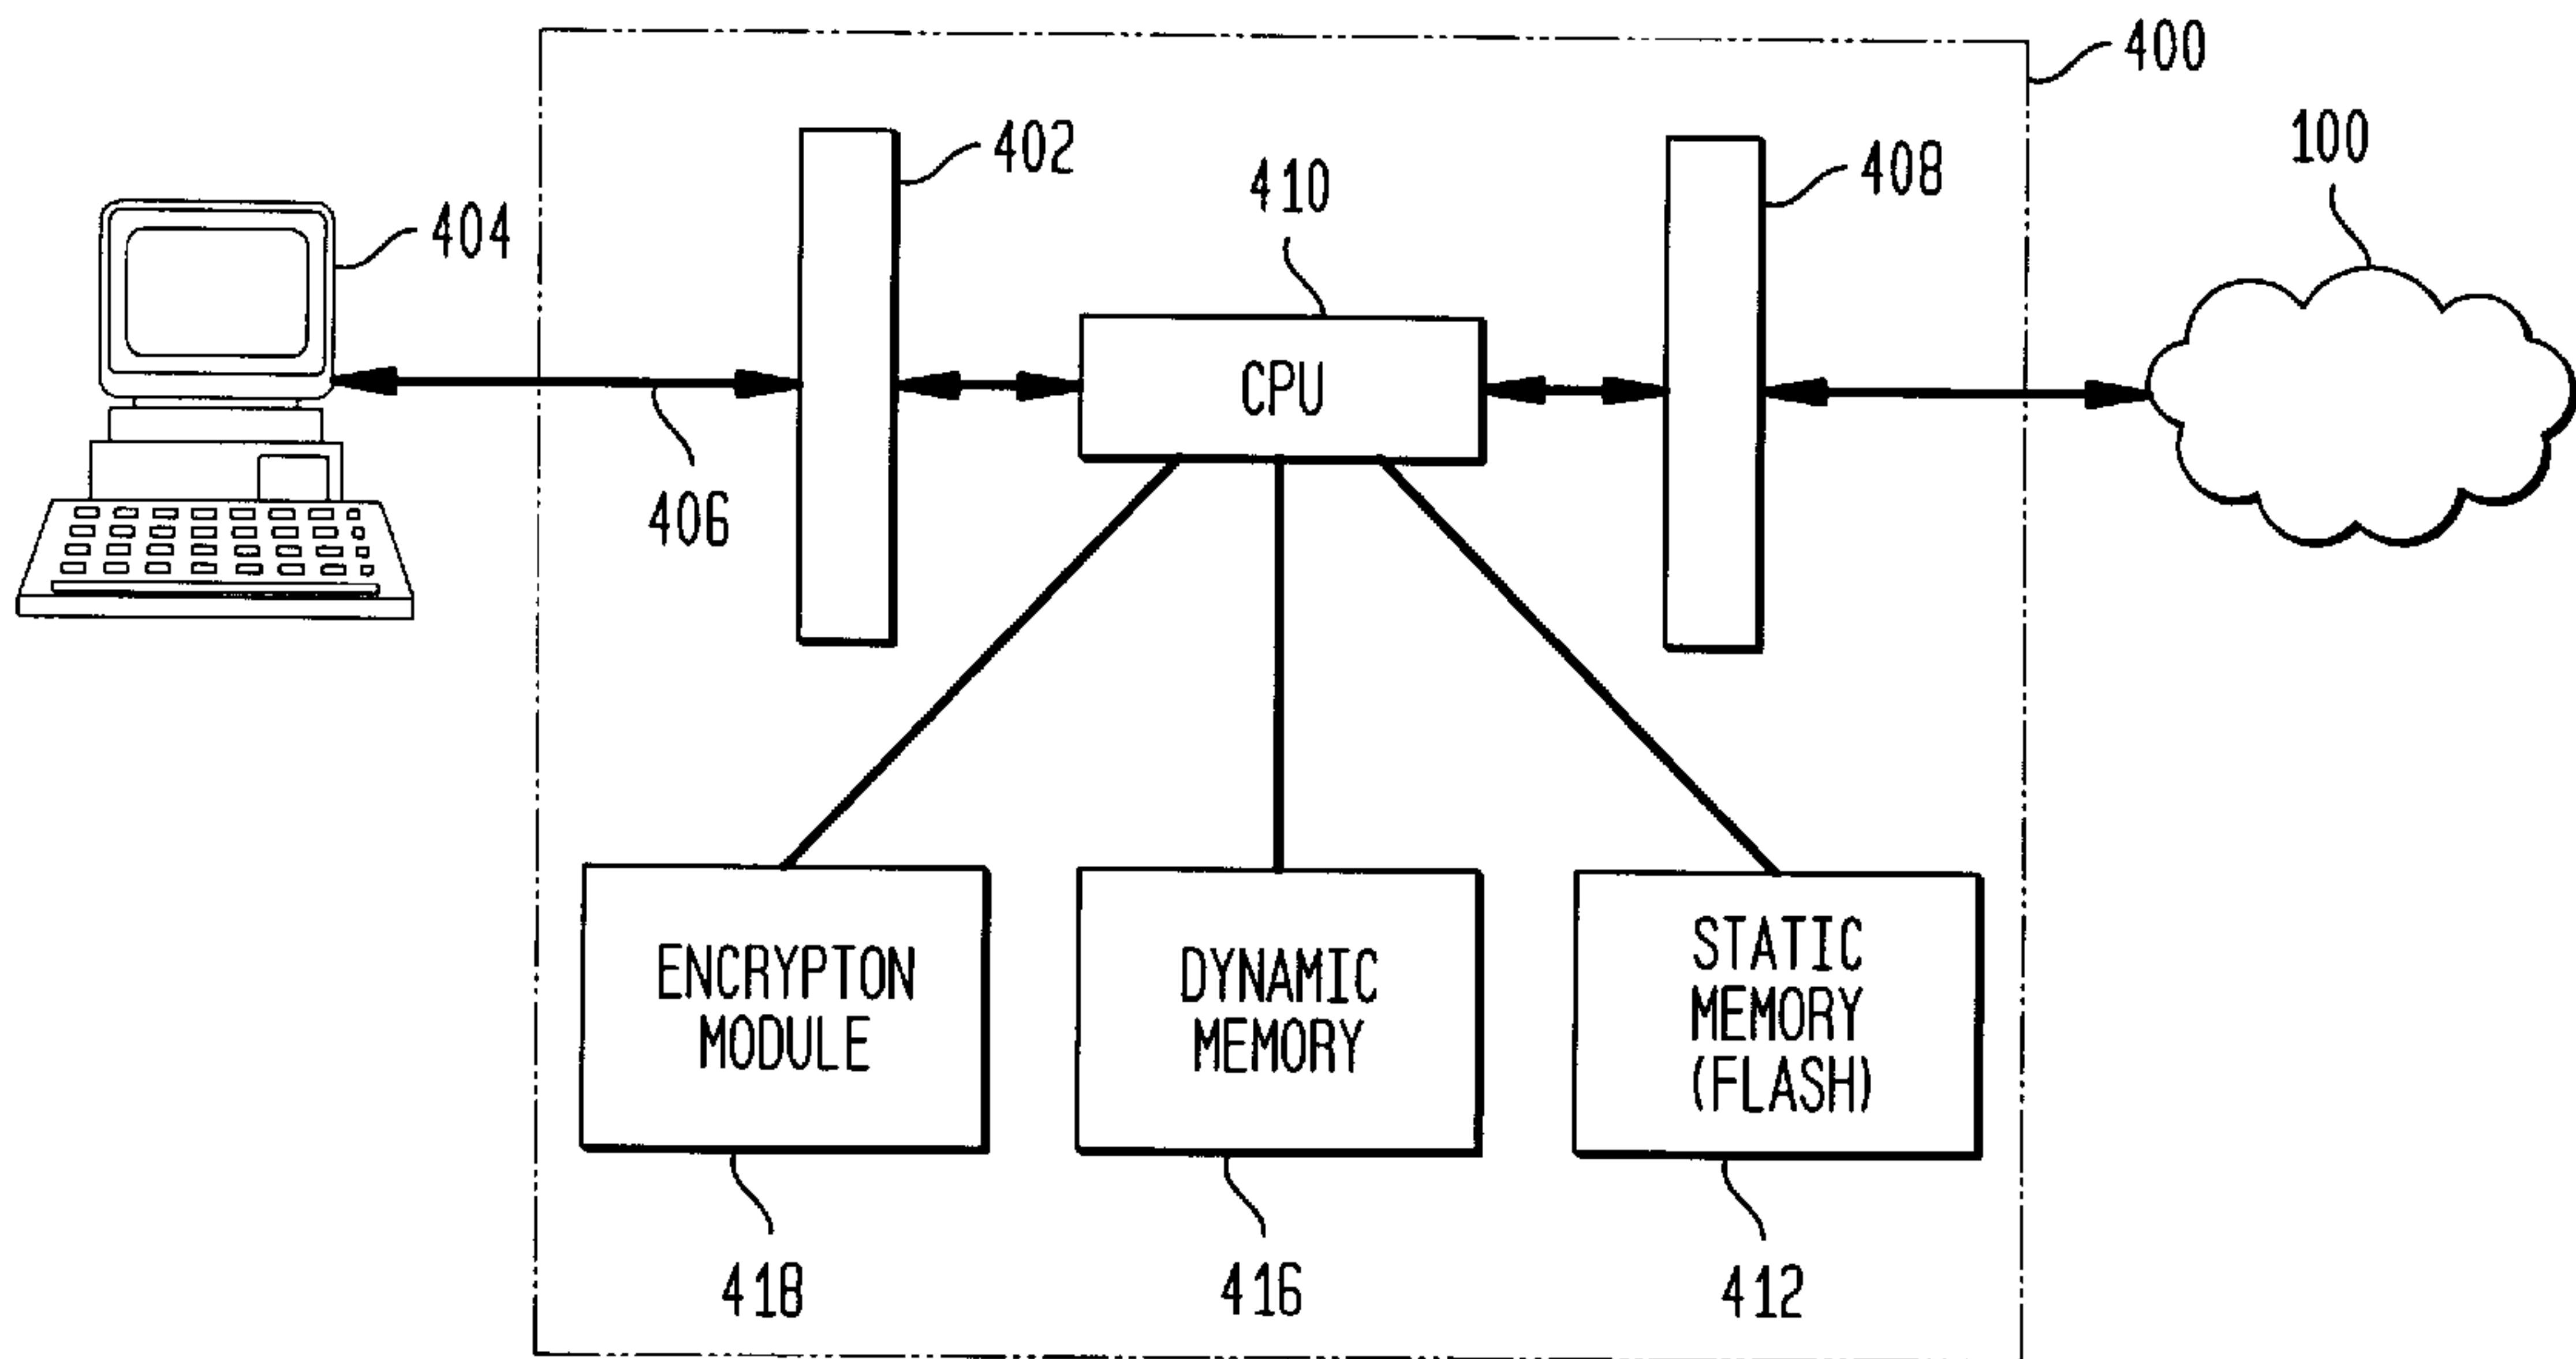 400
402
100
410
408
404
CPU
406
ENCRYPTON
MODULE
DYNAMIC
MEMORY
STATIC
MEMORY
(FLASH)
418
416
412